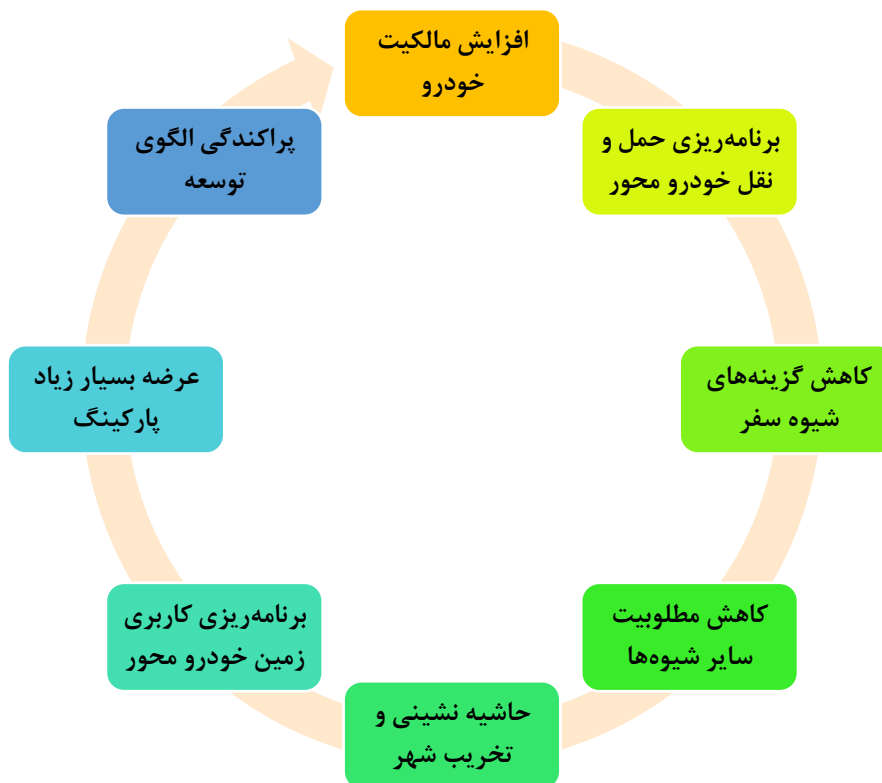 افزایش مالکیت
خودرو
برنامه‌ریزی حمل و
نقل خودرو محور
کاهش گزینه‌های
شیوه سفر
کاهش مطلوبیت
سایر شیوه‌ها
حاشیه نشینی و
تخریب شهر
برنامه‌ریزی کاربری
زمین خودرو محور
عرضه بسیار زیاد
پارکینگ
پراکندگی الگوی
توسعه